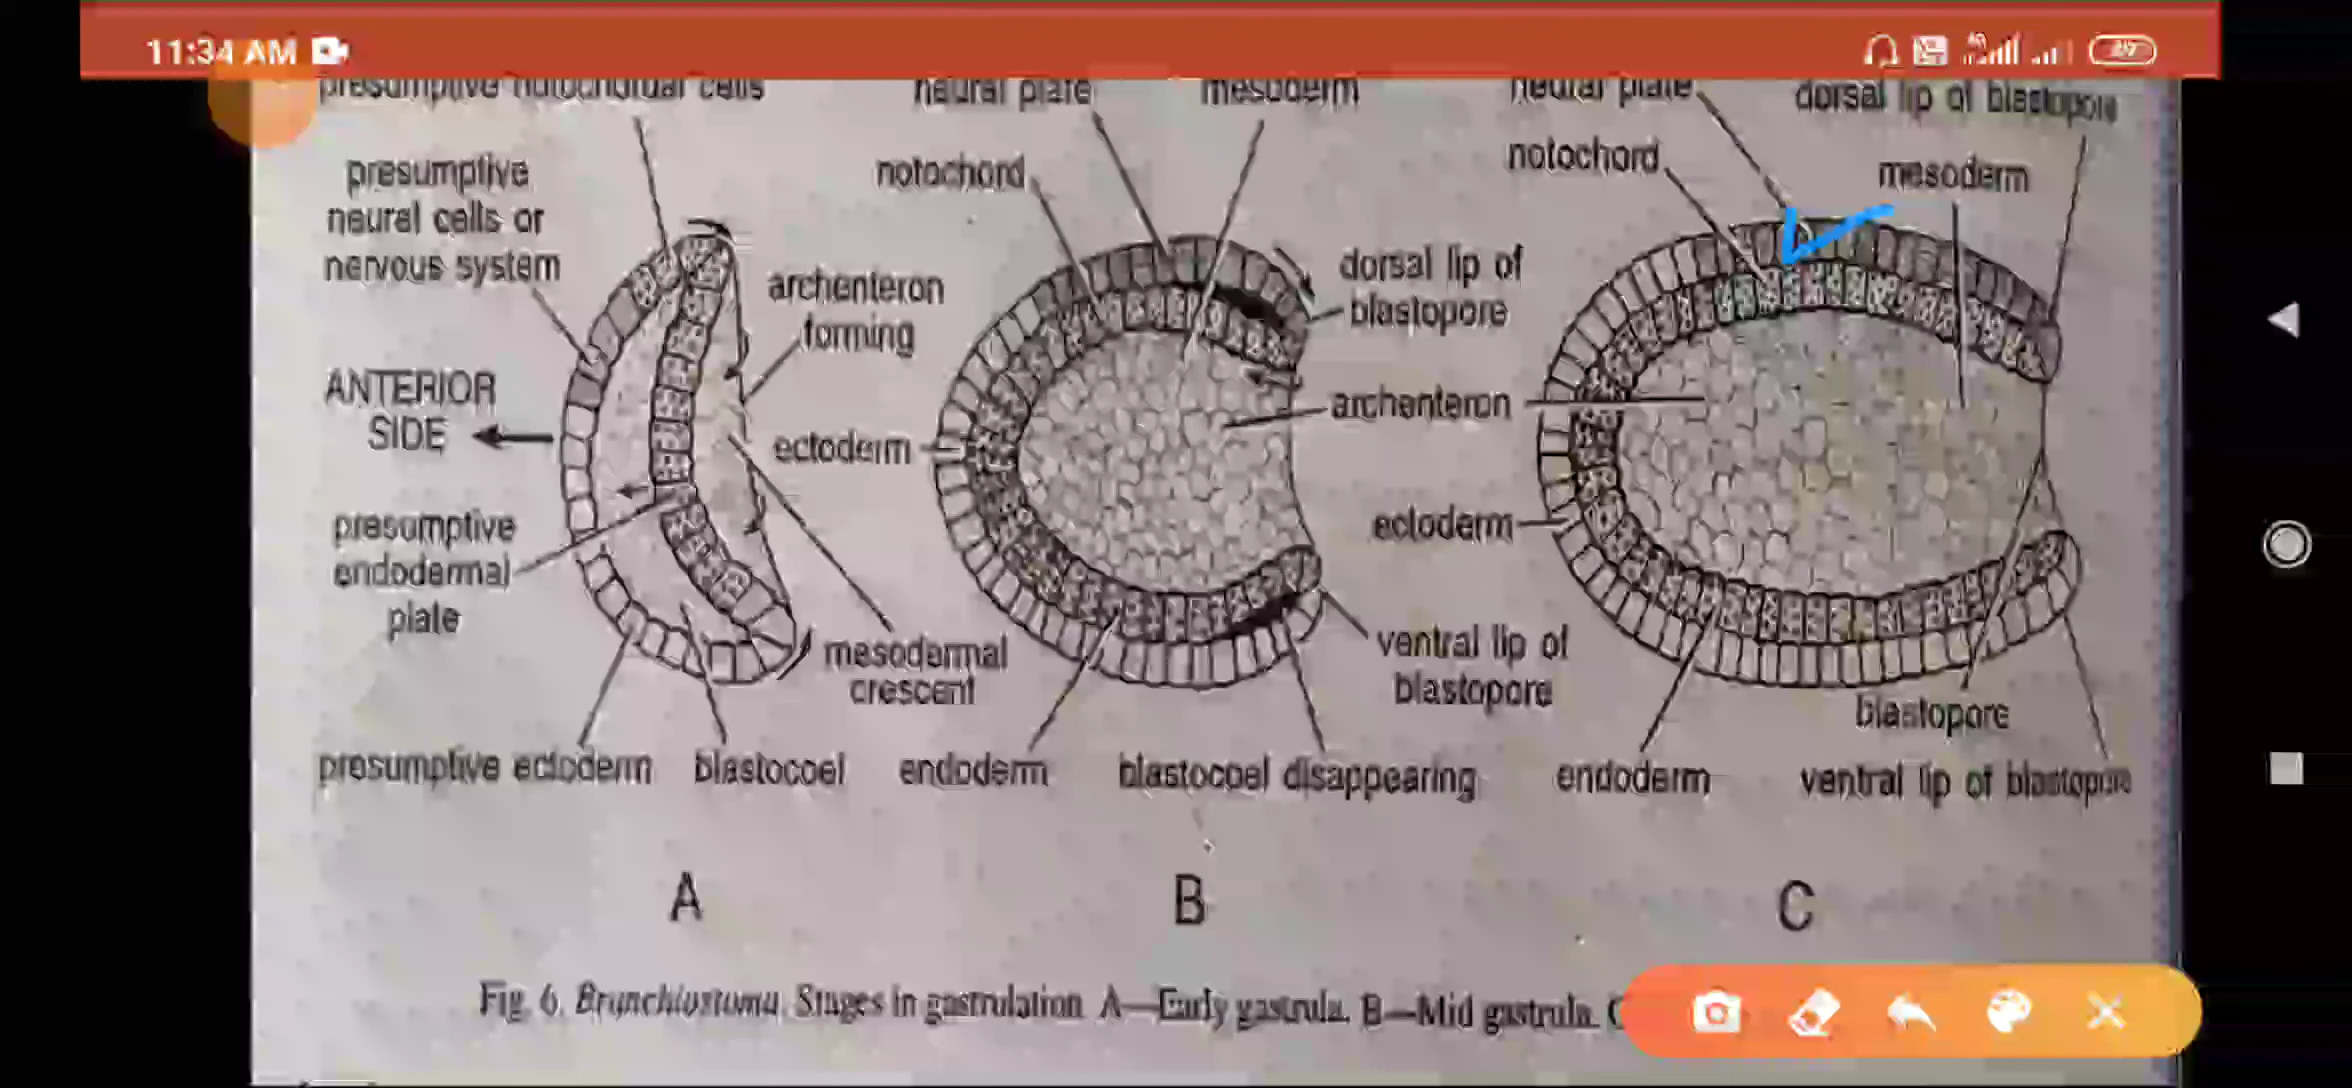 11:34 AM
presumptive notochordal cells
presumptive
neural cells or
nervous system
ANTERIOR
SIDE
presumptive
endodermal
plate
presumptive ectoderm
blastocoel
archenteron
forming
mesodermal
crescent
A
neural plate
mesoderm
notochord
ectoderm
endoderm
blastocoel disappearing
dorsal lip of
blastopore
archenteron
ventral lip of
blastopore
B
neural plate
dorsal lip of blastopore
notochord
mesoderm
ectoderm
endoderm
blastopore
ventral lip of blastopore
C
Fig. 6. Branchiostoma. Stages in gastrulation. A—Early gastrula. B—Mid gastrula. C